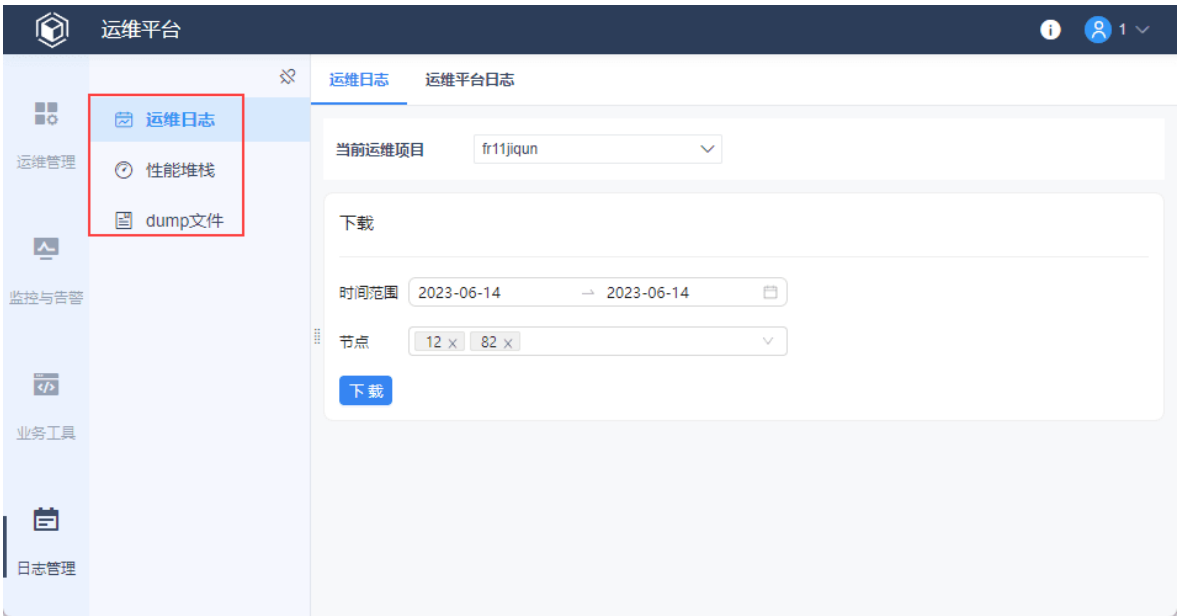 运维平台
1
运维管理
监控与告警
业务工具
日志管理
运维日志
性能堆栈
dump文件
运维日志 运维平台日志
当前运维项目 fr11jiqun
下载
时间范围 2023-06-14 → 2023-06-14
节点 12 × 82 ×
下载